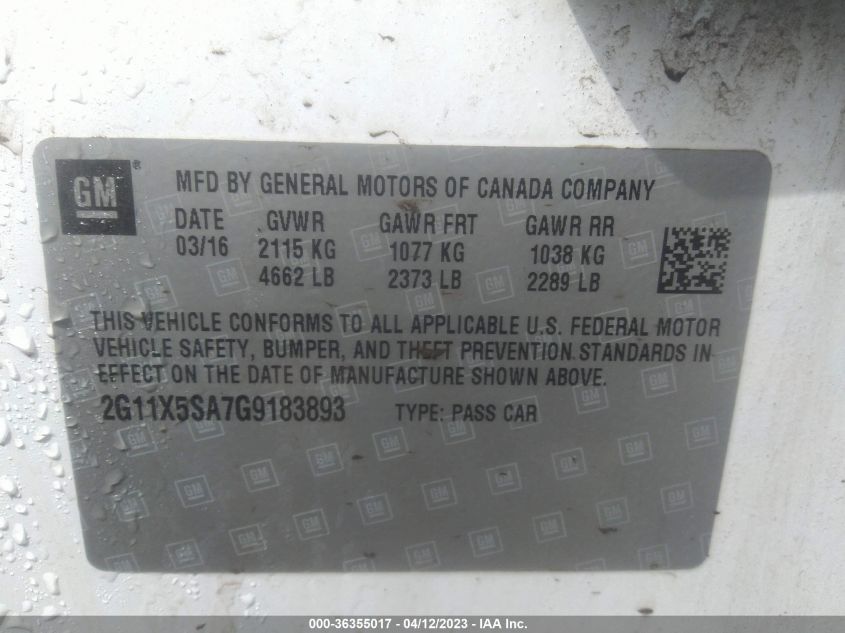 GM ®
MFD BY GENERAL MOTORS OF CANADA COMPANY
DATE GVWR GAWR FRT GAWR RR
03/16 2115 KG 1077 KG 1038 KG
4662 LB 2373 LB 2289 LB
THIS VEHICLE CONFORMS TO ALL APPLICABLE U.S. FEDERAL MOTOR
VEHICLE SAFETY, BUMPER, AND THEFT PREVENTION STANDARDS IN
EFFECT ON THE DATE OF MANUFACTURE SHOWN ABOVE.
2G11X5SA7G9183893 TYPE: PASS CAR
000-36355017 - 04/12/2023 - IAA Inc.